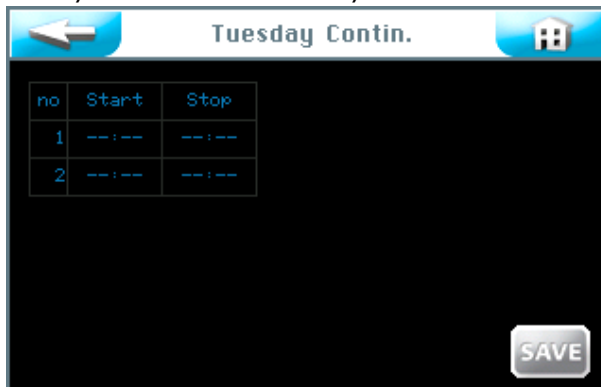 Tuesday Contin.
no Start Stop
1 --:-- --:--
2 --:-- --:--
SAVE